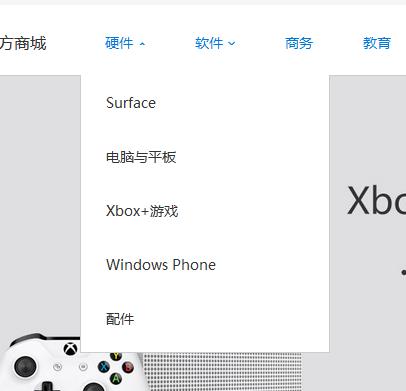 方商城 硬件 软件 商务 教育
Surface
电脑与平板
Xbox+游戏
Windows Phone
配件